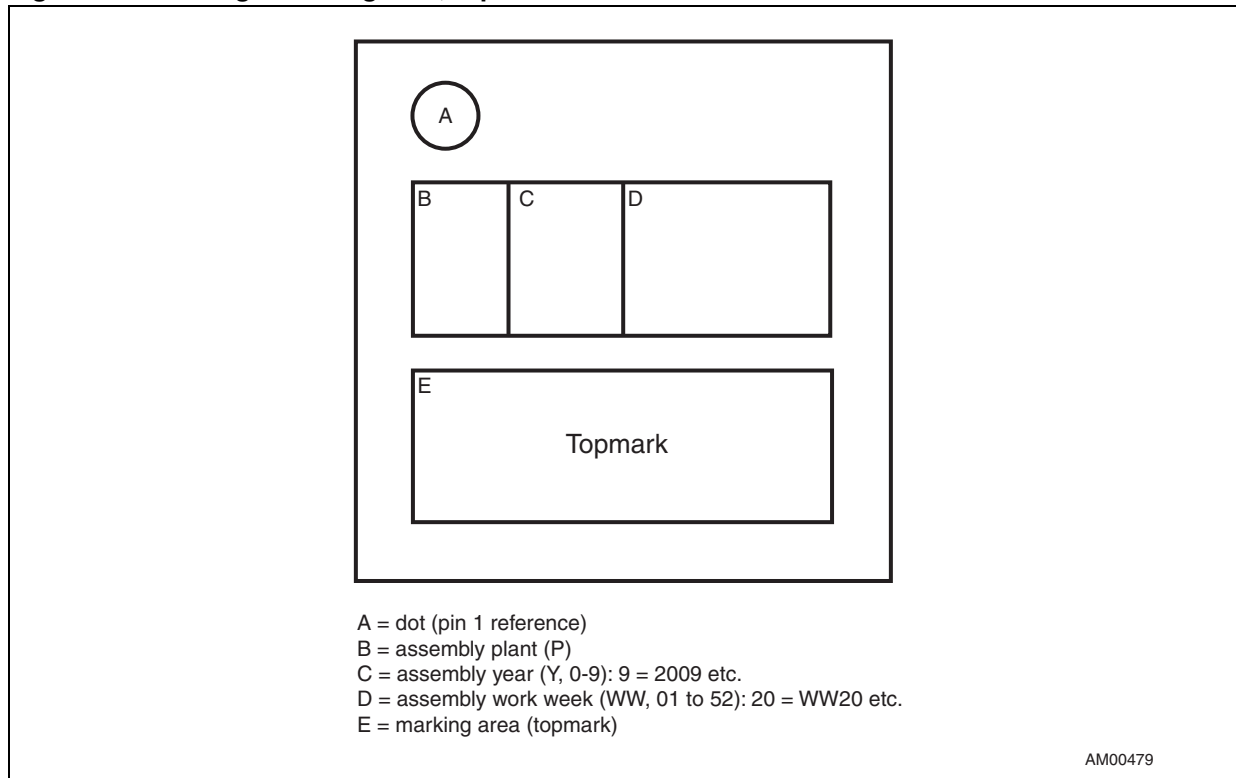 A
B C D
E
Topmark
A = dot (pin 1 reference)
B = assembly plant (P)
C = assembly year (Y, 0-9): 9 = 2009 etc.
D = assembly work week (WW, 01 to 52): 20 = WW20 etc.
E = marking area (topmark)
AM00479